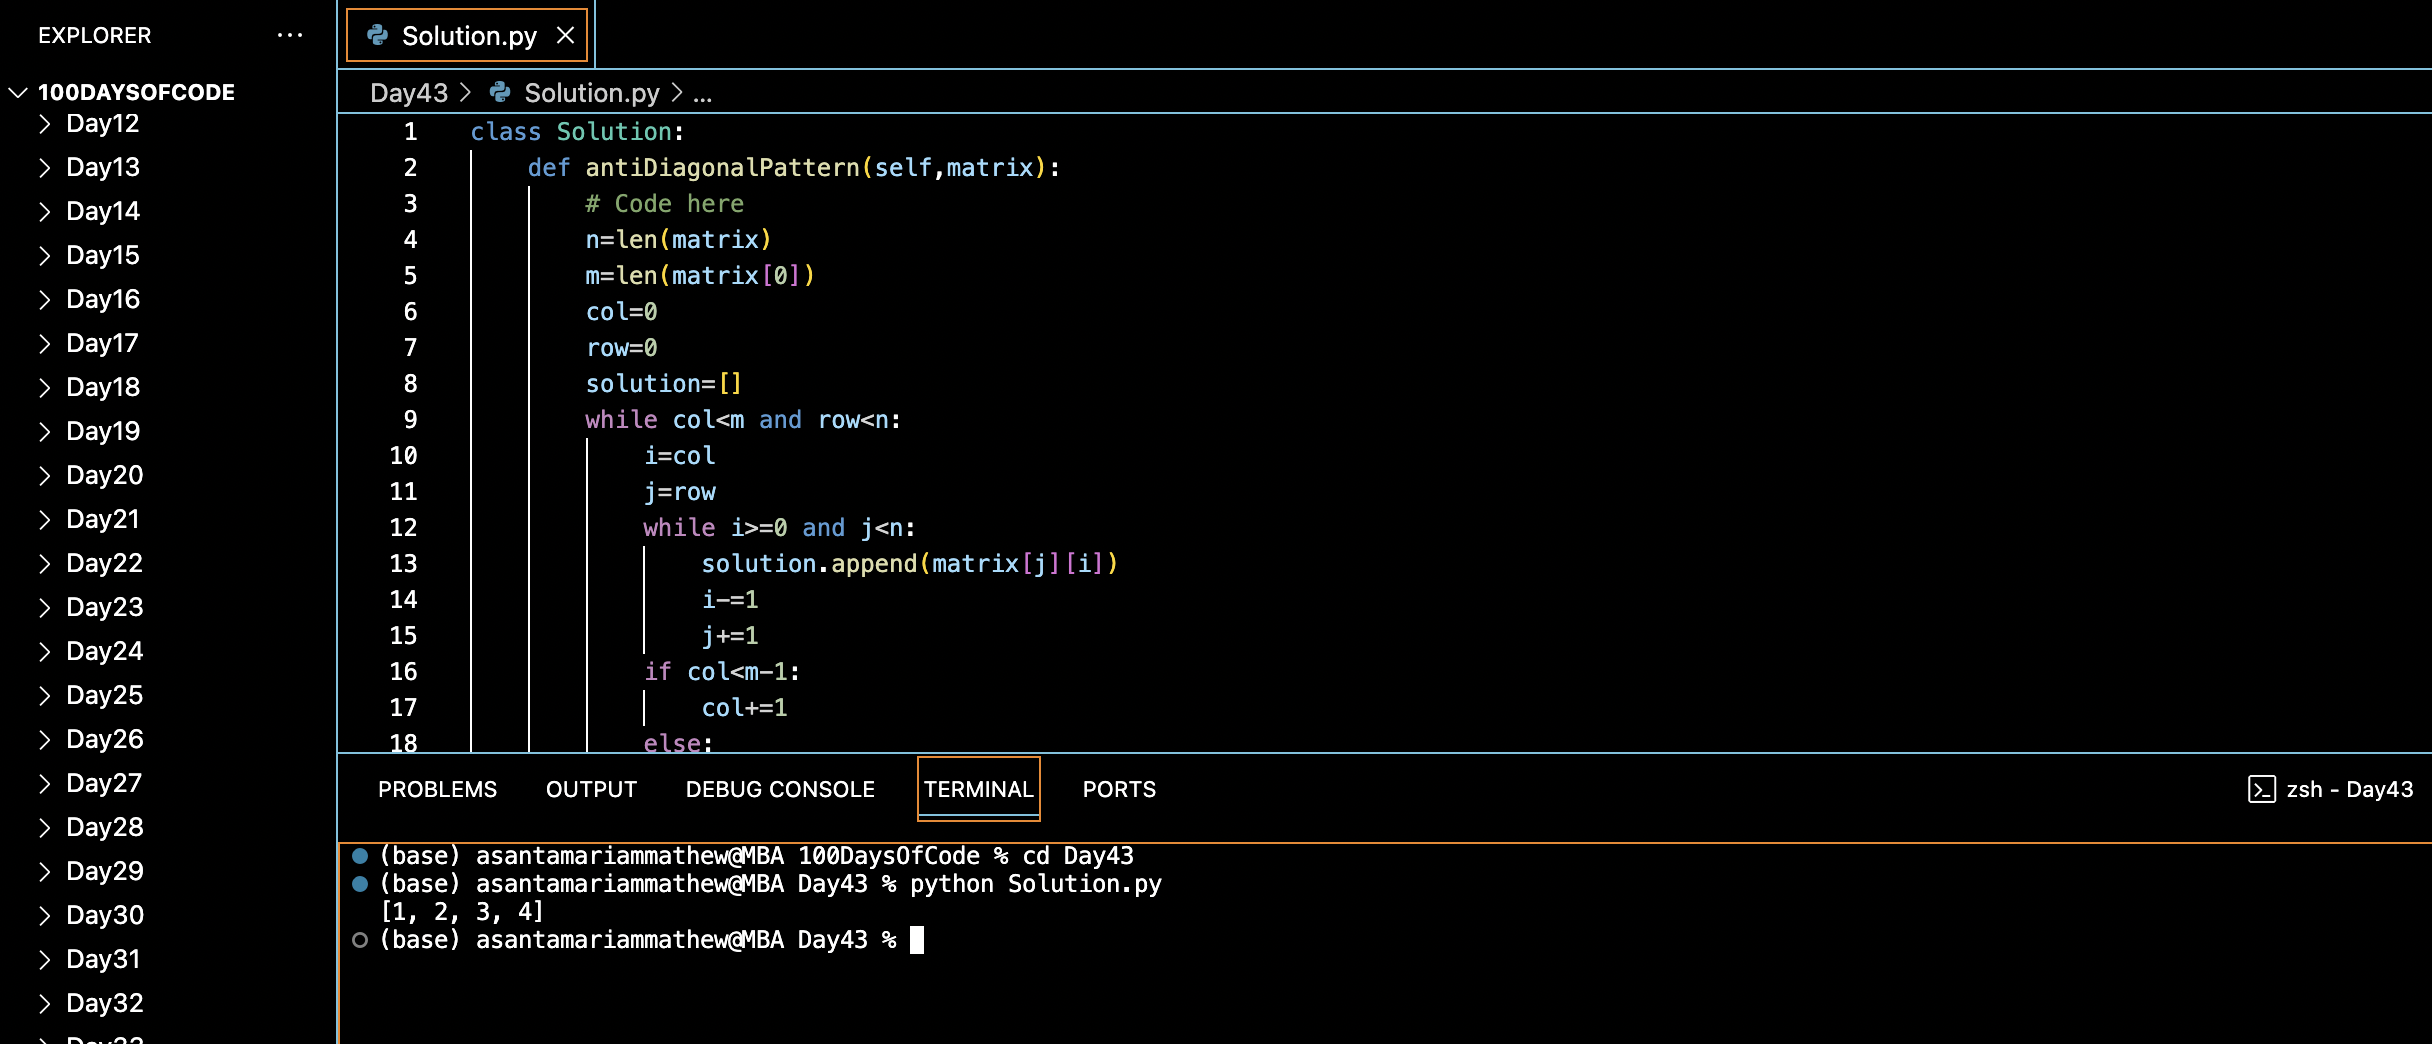 EXPLORER
100DAYSOFCODE
Day12
Day13
Day14
Day15
Day16
Day17
Day18
Day19
Day20
Day21
Day22
Day23
Day24
Day25
Day26
Day27
Day28
Day29
Day30
Day31
Day32
Solution.py
Day43 > Solution.py > ...
1 class Solution:
2     def antiDiagonalPattern(self,matrix):
3         # Code here
4         n=len(matrix)
5         m=len(matrix[0])
6         col=0
7         row=0
8         solution=[]
9         while col<m and row<n:
10             i=col
11             j=row
12             while i>=0 and j<n:
13                 solution.append(matrix[j][i])
14                 i-=1
15                 j+=1
16             if col<m-1:
17                 col+=1
18             else:
PROBLEMS OUTPUT DEBUG CONSOLE TERMINAL PORTS zsh - Day43
(base) asantamariammathew@MBA 100DaysOfCode % cd Day43
(base) asantamariammathew@MBA Day43 % python Solution.py
[1, 2, 3, 4]
(base) asantamariammathew@MBA Day43 %